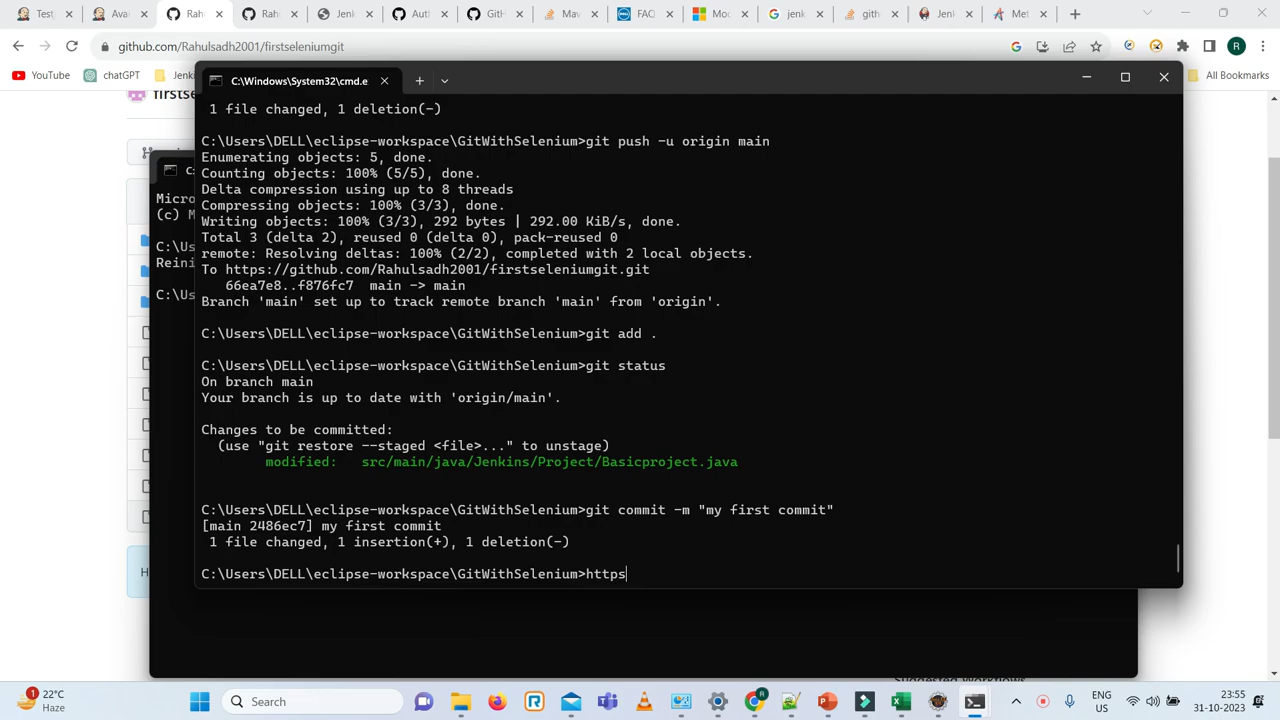 Mav
Ava
Rahu
Rah
Jenk
Aut
GitH
Mav
FAQ
Moc
jenk
gith
Jenk
Met
github.com/Rahulsadh2001/firstseleniumgit
R
YouTube
chatGPT
Jenki
All Bookmarks
firsts
C:\Windows\System32\cmd.e
1 file changed, 1 deletion(-)
C:\Users\DELL\eclipse-workspace\GitWithSelenium>git push -u origin main
Enumerating objects: 5, done.
Counting objects: 100% (5/5), done.
Delta compression using up to 8 threads
Compressing objects: 100% (3/3), done.
Writing objects: 100% (3/3), 292 bytes | 292.00 KiB/s, done.
Total 3 (delta 2), reused 0 (delta 0), pack-reused 0
remote: Resolving deltas: 100% (2/2), completed with 2 local objects.
To https://github.com/Rahulsadh2001/firstseleniumgit.git
66ea7e8..f876fc7 main -> main
Branch 'main' set up to track remote branch 'main' from 'origin'.
C:\Users\DELL\eclipse-workspace\GitWithSelenium>git add .
C:\Users\DELL\eclipse-workspace\GitWithSelenium>git status
On branch main
Your branch is up to date with 'origin/main'.
Changes to be committed:
(use "git restore --staged <file>..." to unstage)
modified: src/main/java/Jenkins/Project/Basicproject.java
C:\Users\DELL\eclipse-workspace\GitWithSelenium>git commit -m "my first commit"
[main 2486ec7] my first commit
1 file changed, 1 insertion(+), 1 deletion(-)
C:\Users\DELL\eclipse-workspace\GitWithSelenium>https
Micro
(c) M
C:\Us
Reini
C:\Us
H
1
22°C
Haze
Search
ENG
US
23:55
31-10-2023